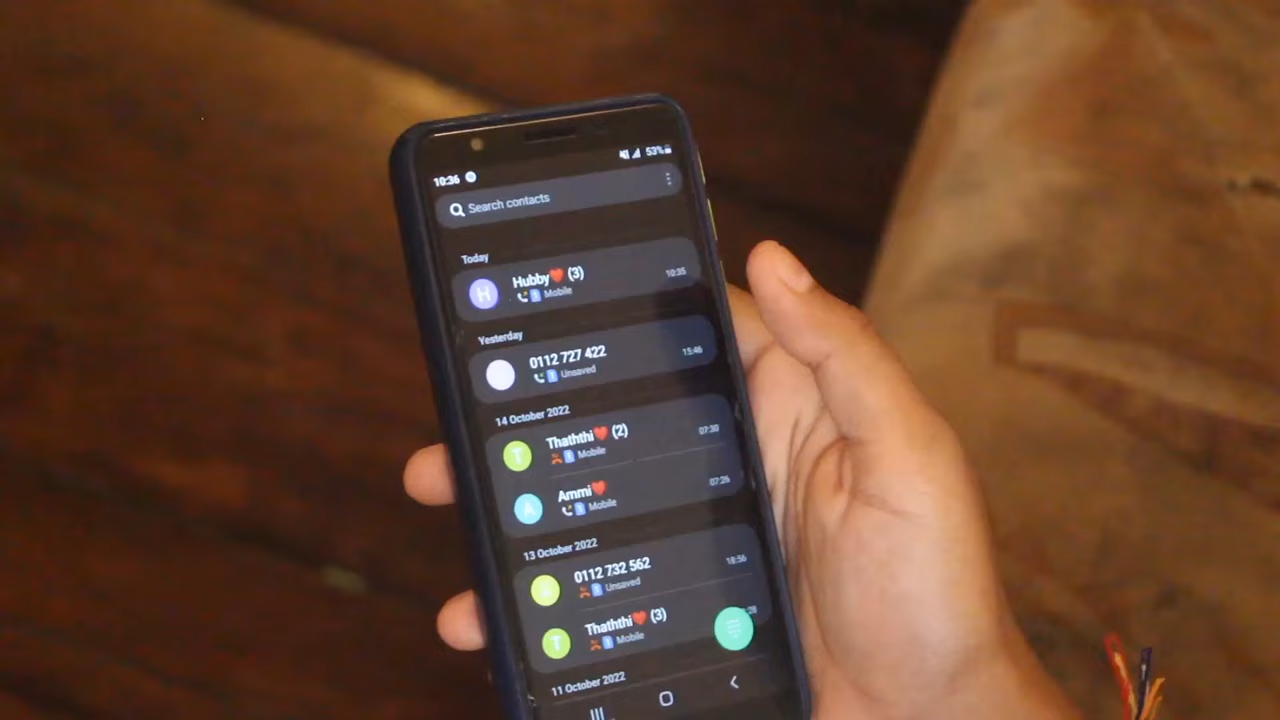 10:36
53%
Search contacts
Today
Hubby❤️ (3)
Mobile
10:35
Yesterday
0112 727 422
Unsaved
15:46
14 October 2022
Thaththi❤️ (2)
Mobile
07:30
Ammi❤️
Mobile
07:26
13 October 2022
0112 732 562
Unsaved
18:56
Thaththi❤️ (3)
Mobile
11 October 2022